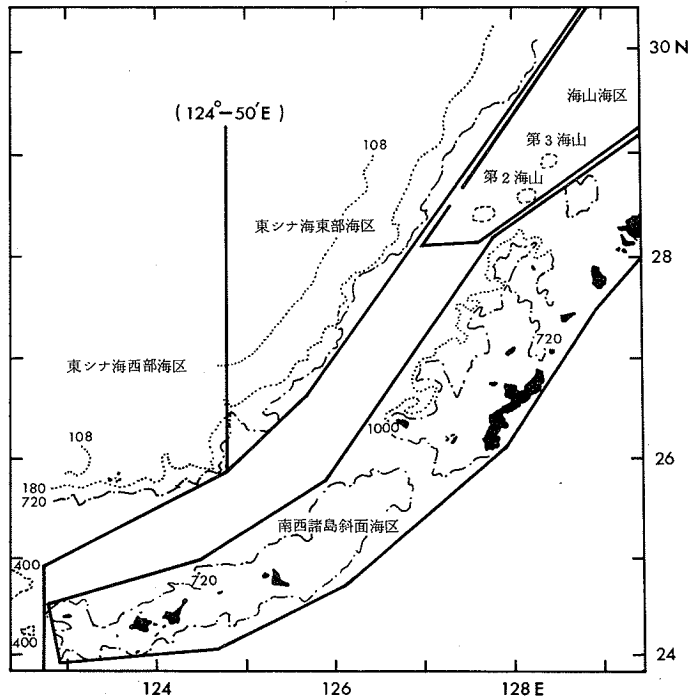 30 N
海山海区
(124°-50′E)
第3海山
108
第2海山
東シナ海東部海区
28
720
東シナ海西部海区
1000
108
26
180
720
南西諸島斜面海区
400
720
400
24
124
126
128 E